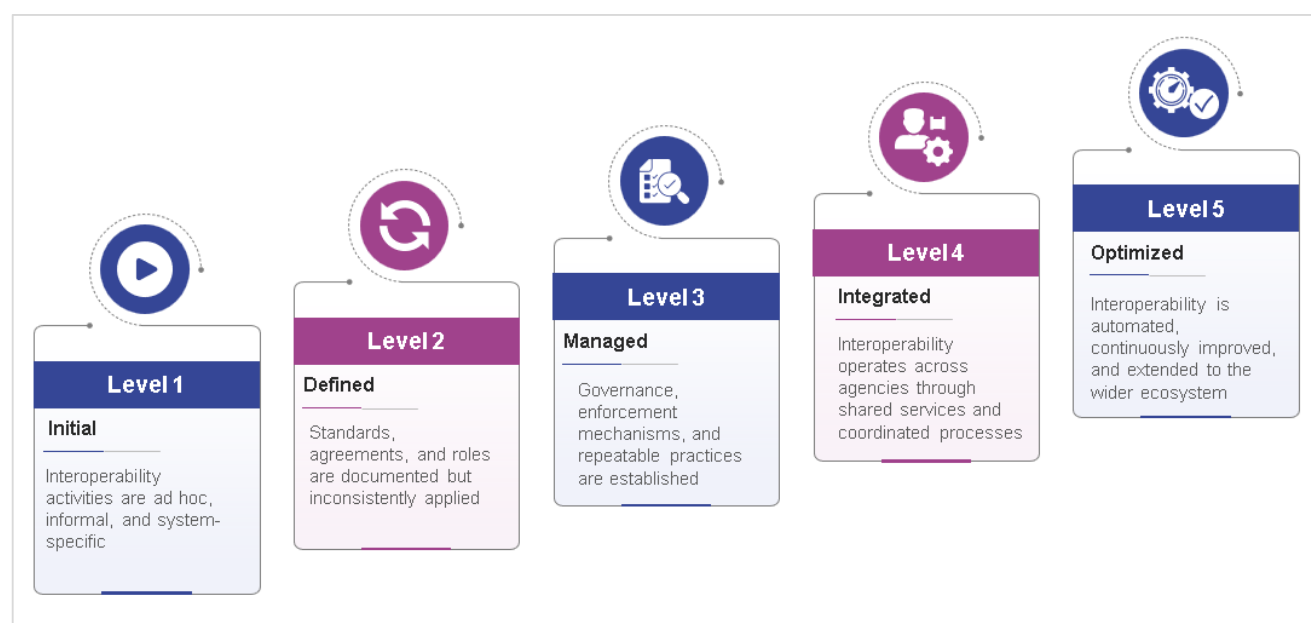 Level 1
Initial
Interoperability
activities are ad hoc,
informal, and system-
specific
Level 2
Defined
Standards,
agreements, and roles
are documented but
inconsistently applied
Level 3
Managed
Governance,
enforcement
mechanisms, and
repeatable practices
are established
Level 4
Integrated
Interoperability
operates across
agencies through
shared services and
coordinated processes
Level 5
Optimized
Interoperability is
automated,
continuously improved,
and extended to the
wider ecosystem